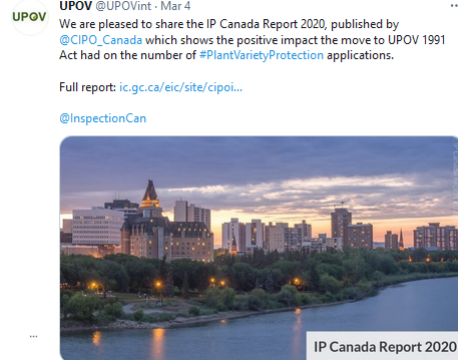 UPOV
UPOV @UPOVint · Mar 4
···
We are pleased to share the IP Canada Report 2020, published by
@CIPO_Canada which shows the positive impact the move to UPOV 1991
Act had on the number of #PlantVarietyProtection applications.
Full report: ic.gc.ca/eic/site/cipoi...
@InspectionCan
IP Canada Report 2020
...